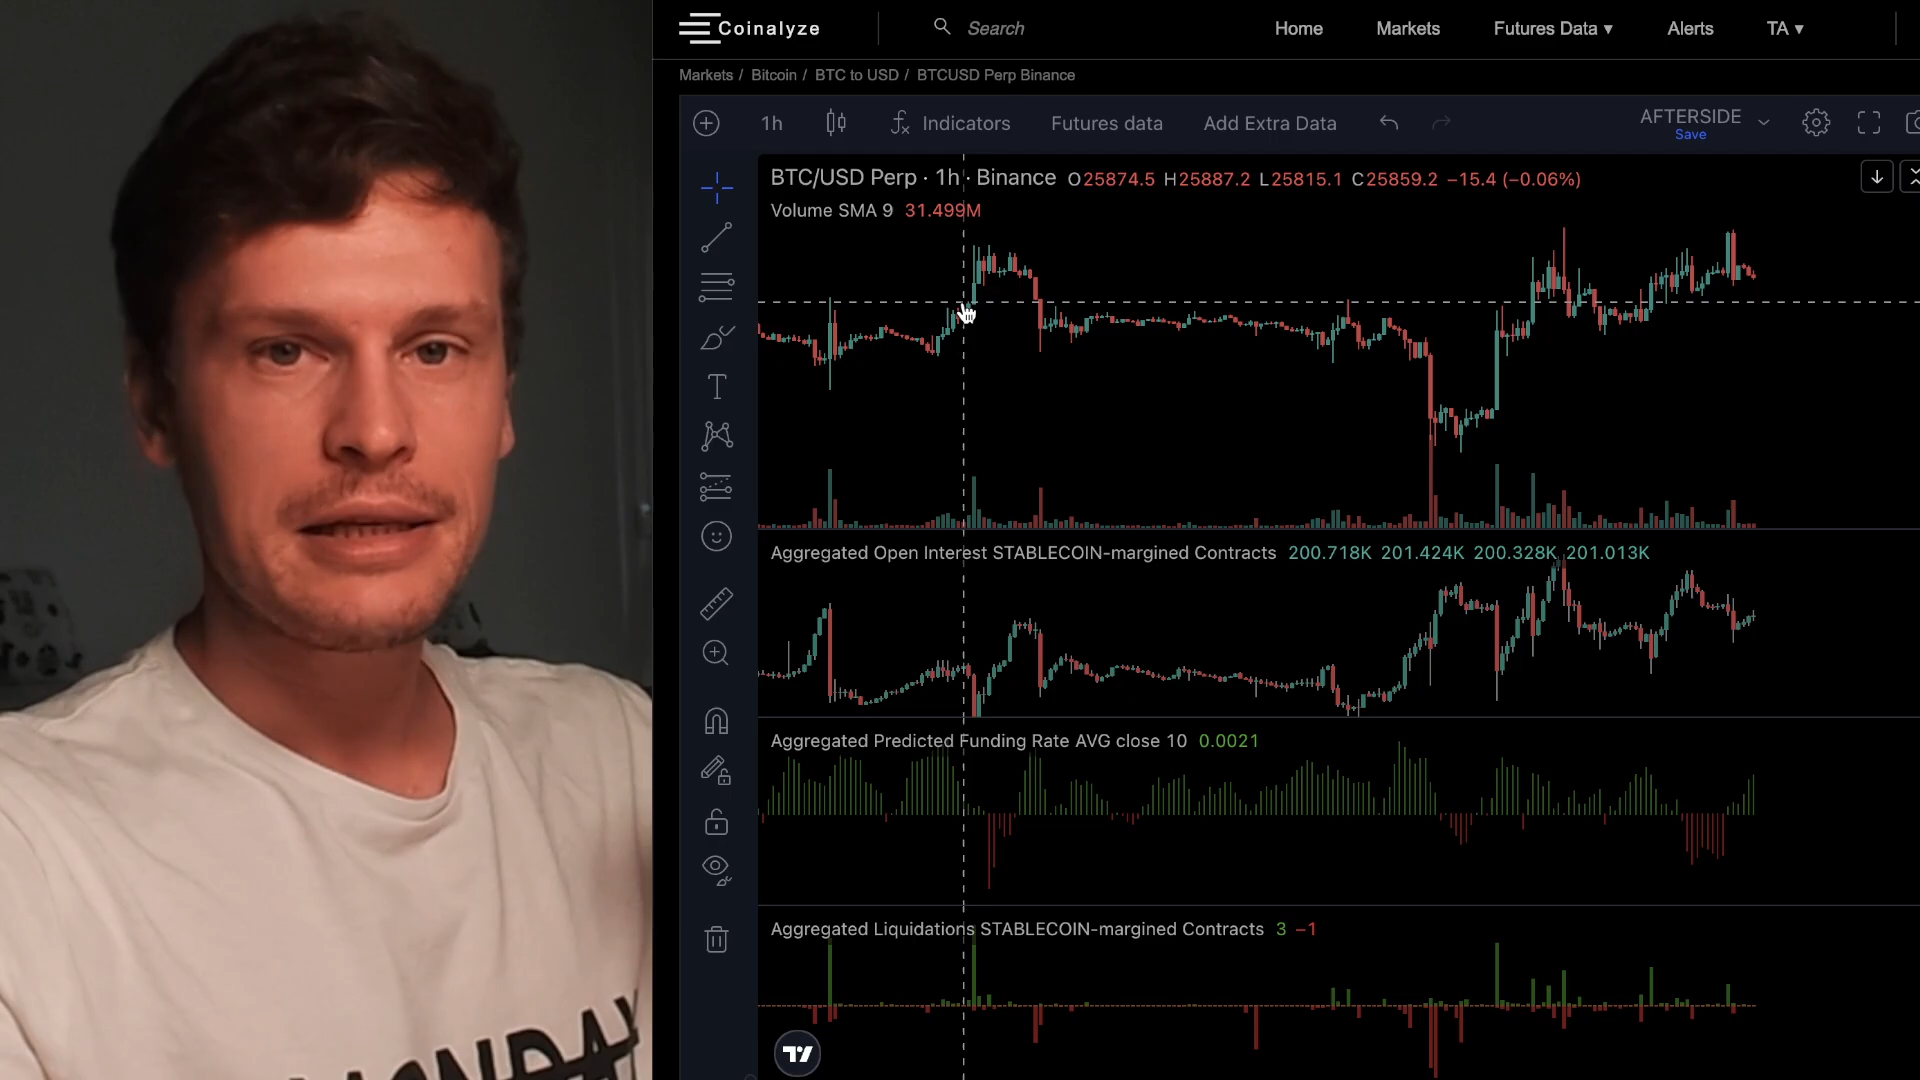 Coinalyze
Search
Home
Markets
Futures Data ▾
Alerts
TA ▾
Markets / Bitcoin / BTC to USD / BTCUSD Perp Binance
1h
Indicators
Futures data
Add Extra Data
AFTERSIDE
Save
BTC/USD Perp · 1h · Binance O25874.5 H25887.2 L25815.1 C25859.2 −15.4 (−0.06%)
Volume SMA 9 31.499M
Aggregated Open Interest STABLECOIN-margined Contracts 200.718K 201.424K 200.328K 201.013K
Aggregated Predicted Funding Rate AVG close 10 0.0021
Aggregated Liquidations STABLECOIN-margined Contracts 3 −1
MONDAY